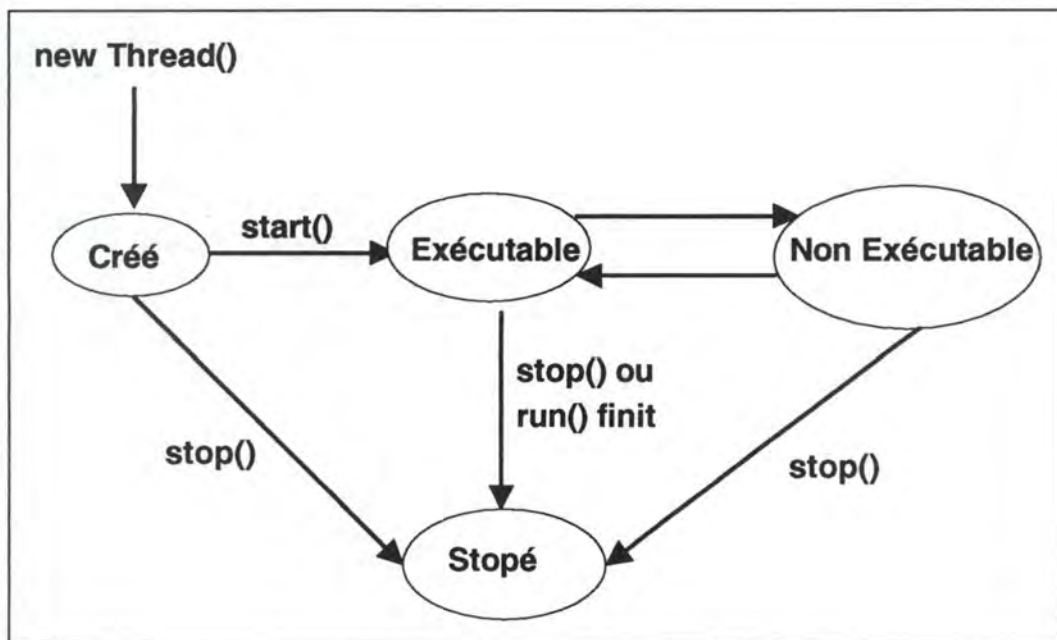 new Thread()
start()
Créé
Exécutable
Non Exécutable
stop() ou
run() finit
stop()
stop()
Stopé